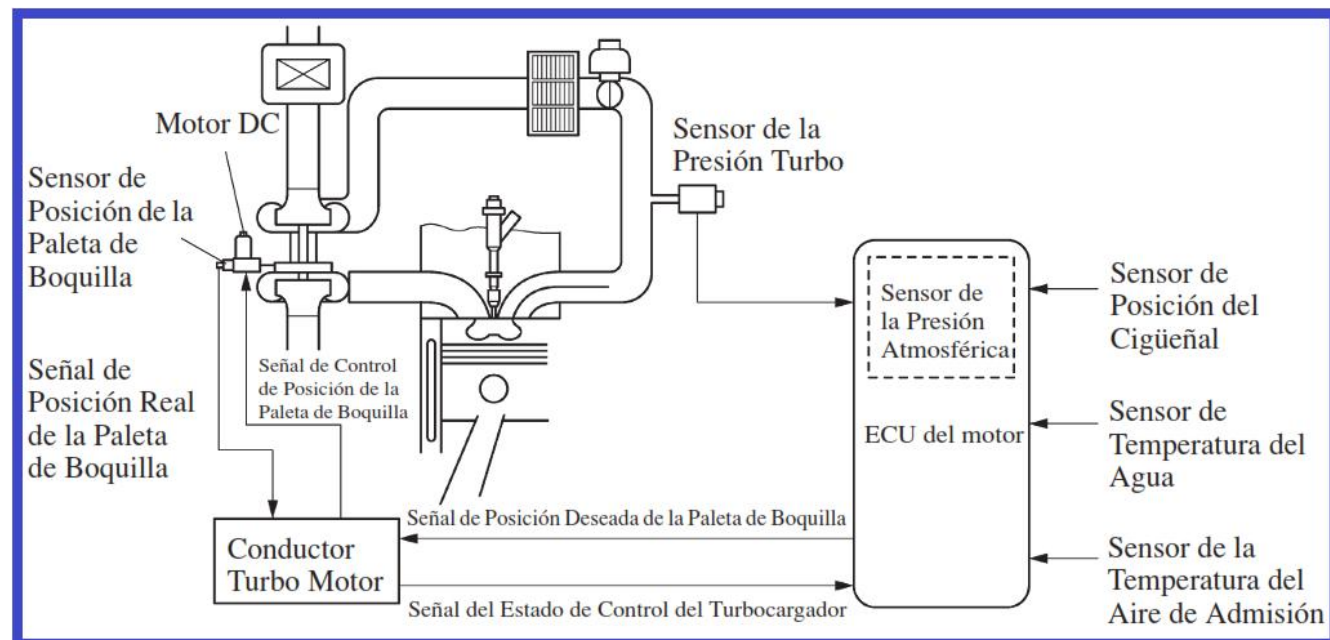 Motor DC
Sensor de
Posición de la
Paleta de
Boquilla
Sensor de la
Presión Turbo
Señal de
Posición Real
de la Paleta
de Boquilla
Señal de Control
de Posición de la
Paleta de Boquilla
Sensor de
la Presión
Atmosférica
ECU del motor
Sensor de
Posición del
Cigüeñal
Sensor de
Temperatura del
Agua
Sensor de la
Temperatura del
Aire de Admisión
Señal de Posición Deseada de la Paleta de Boquilla
Conductor
Turbo Motor
Señal del Estado de Control del Turbocargador